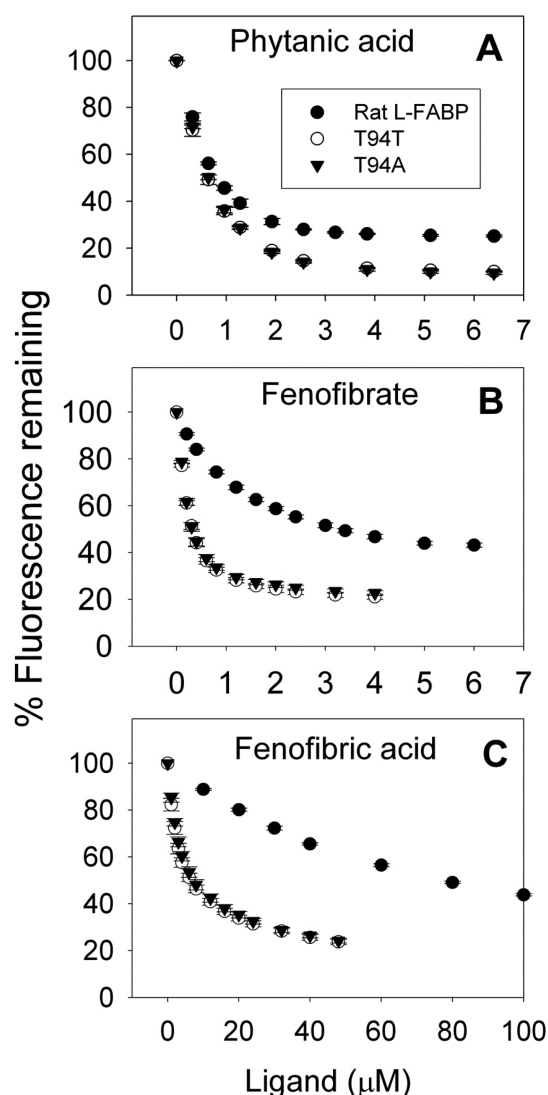 Phytanic acid A
Rat L-FABP
T94T
T94A
100
80
60
40
20
0
0 1 2 3 4 5 6 7
Fenofibrate B
100
80
60
40
20
0
0 1 2 3 4 5 6 7
Fenofibric acid C
100
80
60
40
20
0
0 20 40 60 80 100
% Fluorescence remaining
Ligand (μM)